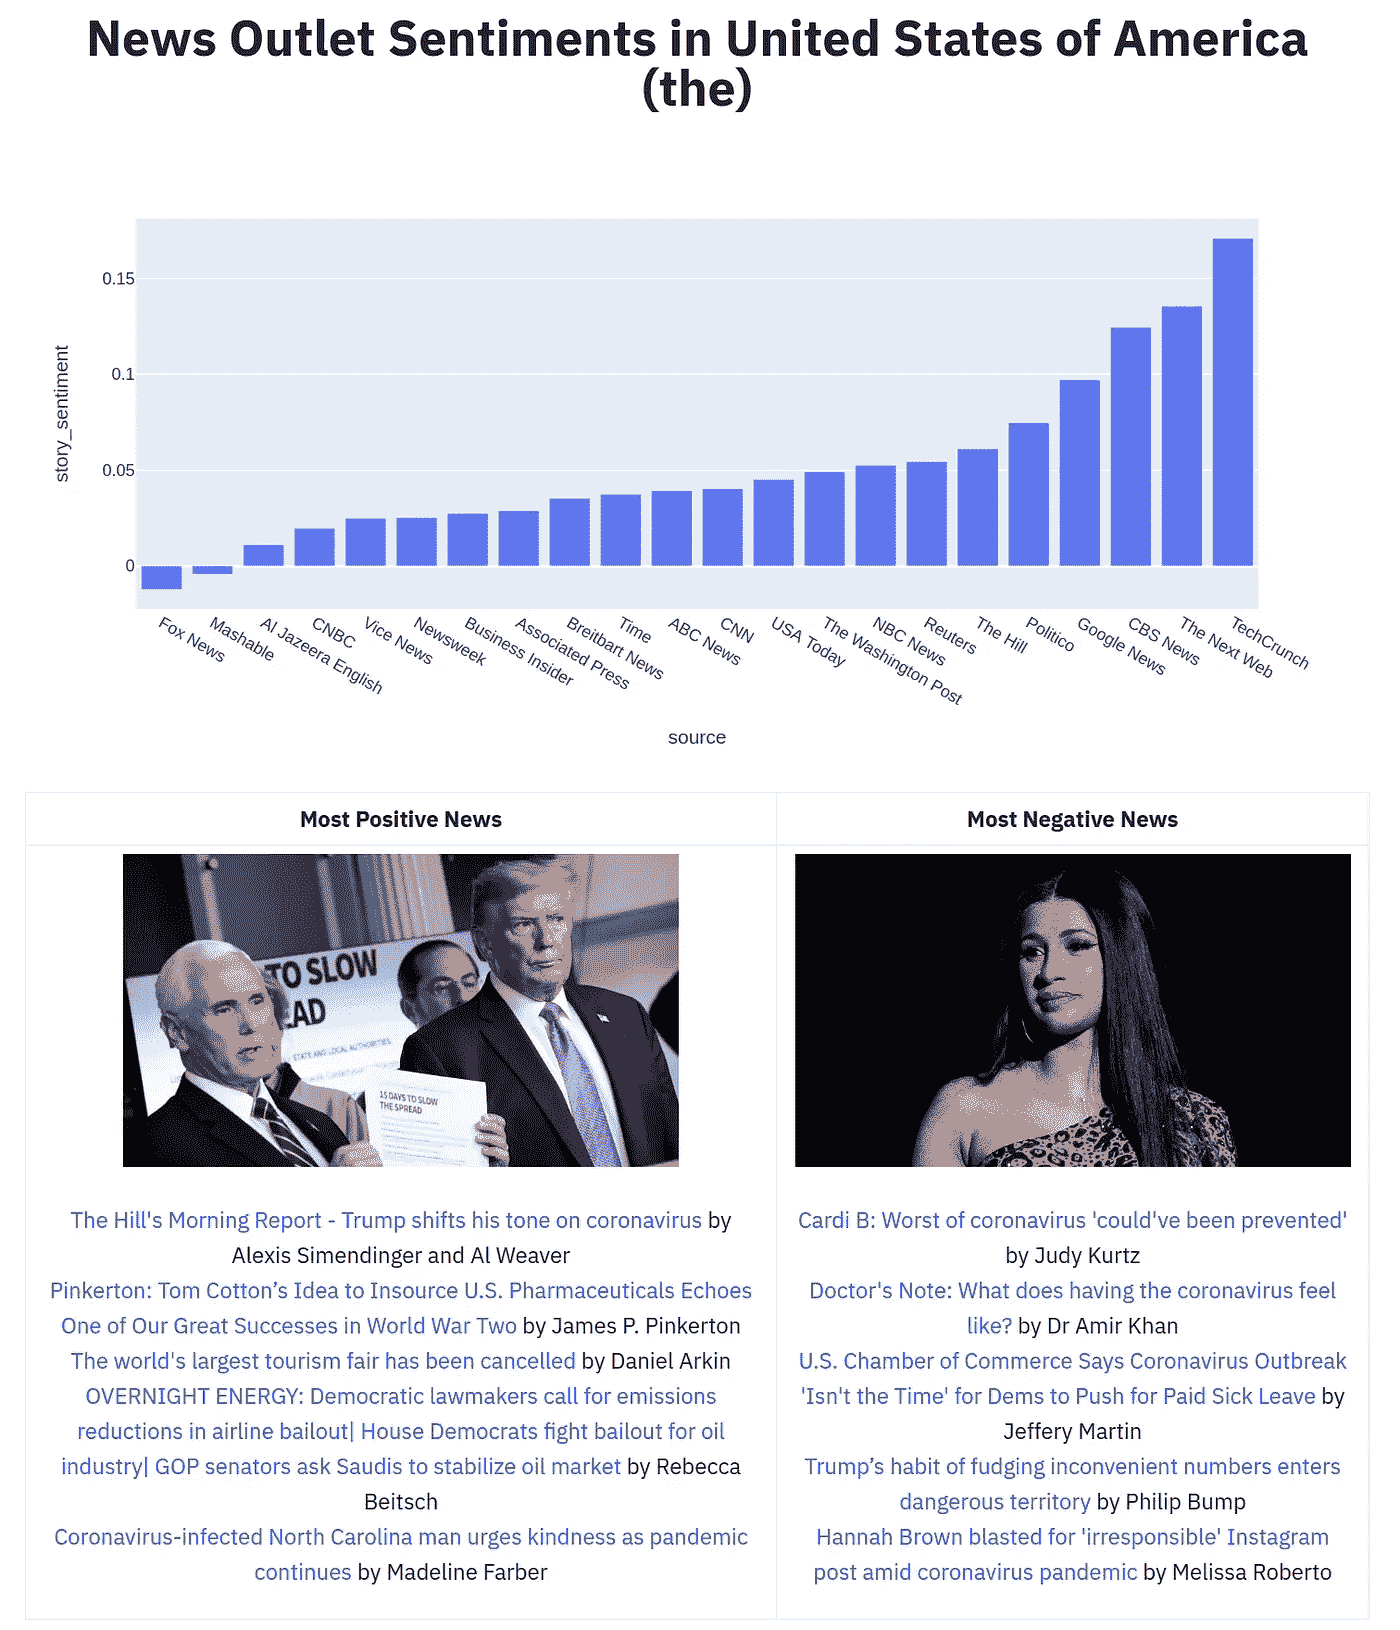 News Outlet Sentiments in United States of America
(the)
0.15
0.1
0.05
0
story_sentiment
Fox News
Mashable
Al Jazeera English
CNBC
Vice News
Newsweek
Business Insider
Associated Press
Breitbart News
Time
ABC News
CNN
USA Today
The Washington Post
NBC News
Reuters
The Hill
Politico
Google News
CBS News
The Next Web
TechCrunch
source
Most Positive News
TO SLOW
EAD
STATE AND LOCAL AUTHORITIES
15 DAYS TO SLOW
THE SPREAD
The Hill's Morning Report - Trump shifts his tone on coronavirus by
Alexis Simendinger and Al Weaver
Pinkerton: Tom Cotton’s Idea to Insource U.S. Pharmaceuticals Echoes
One of Our Great Successes in World War Two by James P. Pinkerton
The world's largest tourism fair has been cancelled by Daniel Arkin
OVERNIGHT ENERGY: Democratic lawmakers call for emissions
reductions in airline bailout| House Democrats fight bailout for oil
industry| GOP senators ask Saudis to stabilize oil market by Rebecca
Beitsch
Coronavirus-infected North Carolina man urges kindness as pandemic
continues by Madeline Farber
Most Negative News
Cardi B: Worst of coronavirus 'could've been prevented'
by Judy Kurtz
Doctor's Note: What does having the coronavirus feel
like? by Dr Amir Khan
U.S. Chamber of Commerce Says Coronavirus Outbreak
'Isn't the Time' for Dems to Push for Paid Sick Leave by
Jeffery Martin
Trump’s habit of fudging inconvenient numbers enters
dangerous territory by Philip Bump
Hannah Brown blasted for 'irresponsible' Instagram
post amid coronavirus pandemic by Melissa Roberto